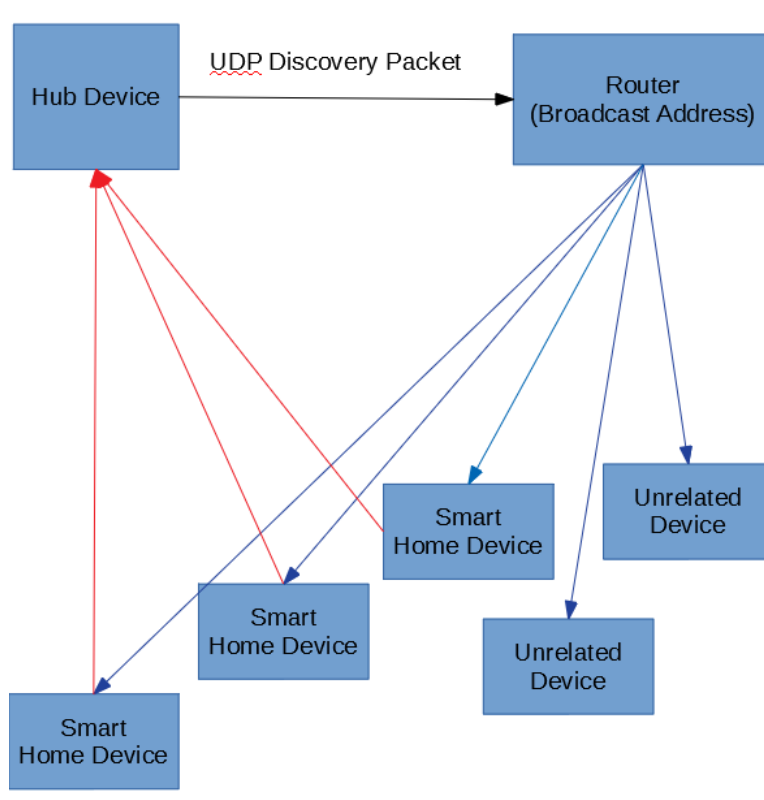 UDP Discovery Packet
Hub Device
Router
(Broadcast Address)
Smart
Home Device
Unrelated
Device
Smart
Home Device
Unrelated
Device
Smart
Home Device